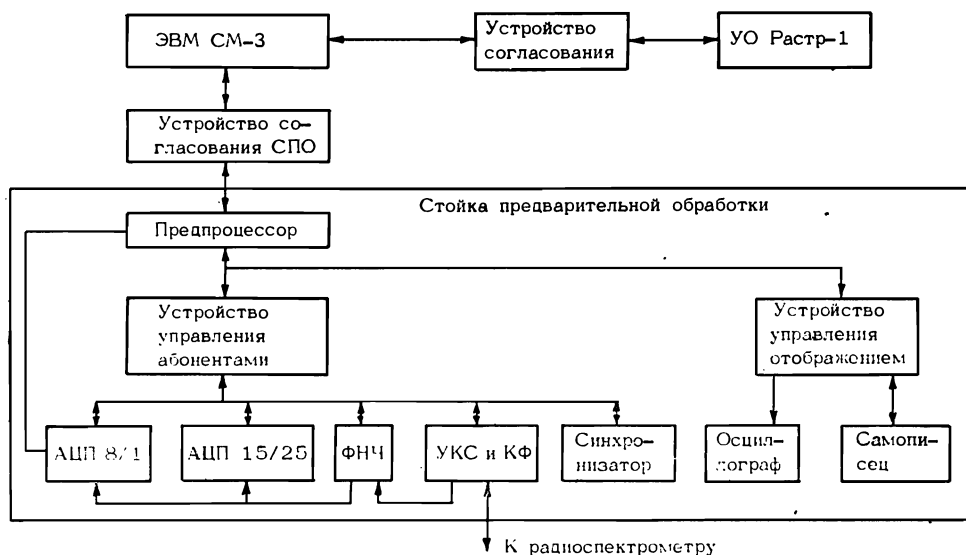 ЭВМ СМ-3
Устройство
согласования
УО Растр-1
Устройство со-
гласования СПО
Стойка предварительной обработки
Предпроцессор
Устройство
управления
абонентами
Устройство
управления
отображением
АЦП 8/1
АЦП 15/25
ФНЧ
УКС и КФ
Синхро-
низатор
Осцил-
лограф
Самопи-
сец
К радиоспектрометру